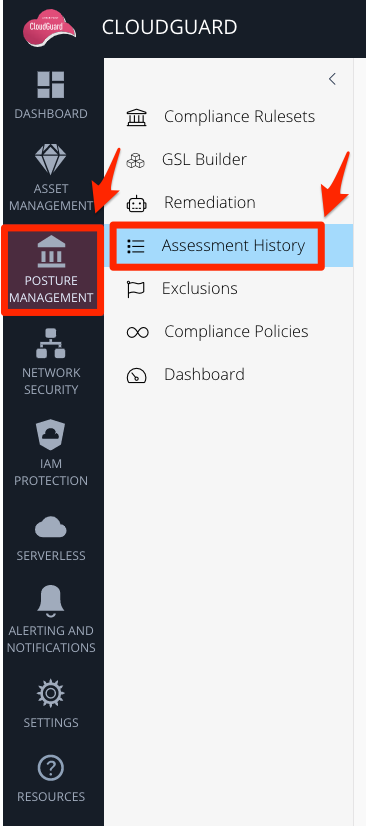 CloudGuard
CLOUDGUARD
DASHBOARD
ASSET
MANAGEMENT
POSTURE
MANAGEMENT
NETWORK
SECURITY
IAM
PROTECTION
SERVERLESS
ALERTING AND
NOTIFICATIONS
SETTINGS
RESOURCES
Compliance Rulesets
GSL Builder
Remediation
Assessment History
Exclusions
Compliance Policies
Dashboard